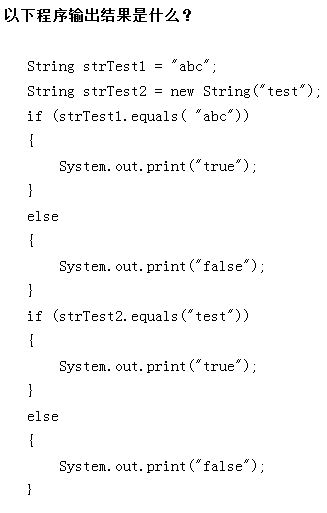 以下程序输出结果是什么？
String strTest1 = "abc";
String strTest2 = new String("test");
if (strTest1.equals( "abc"))
{
    System.out.print("true");
}
else
{
    System.out.print("false");
}
if (strTest2.equals("test"))
{
    System.out.print("true");
}
else
{
    System.out.print("false");
}